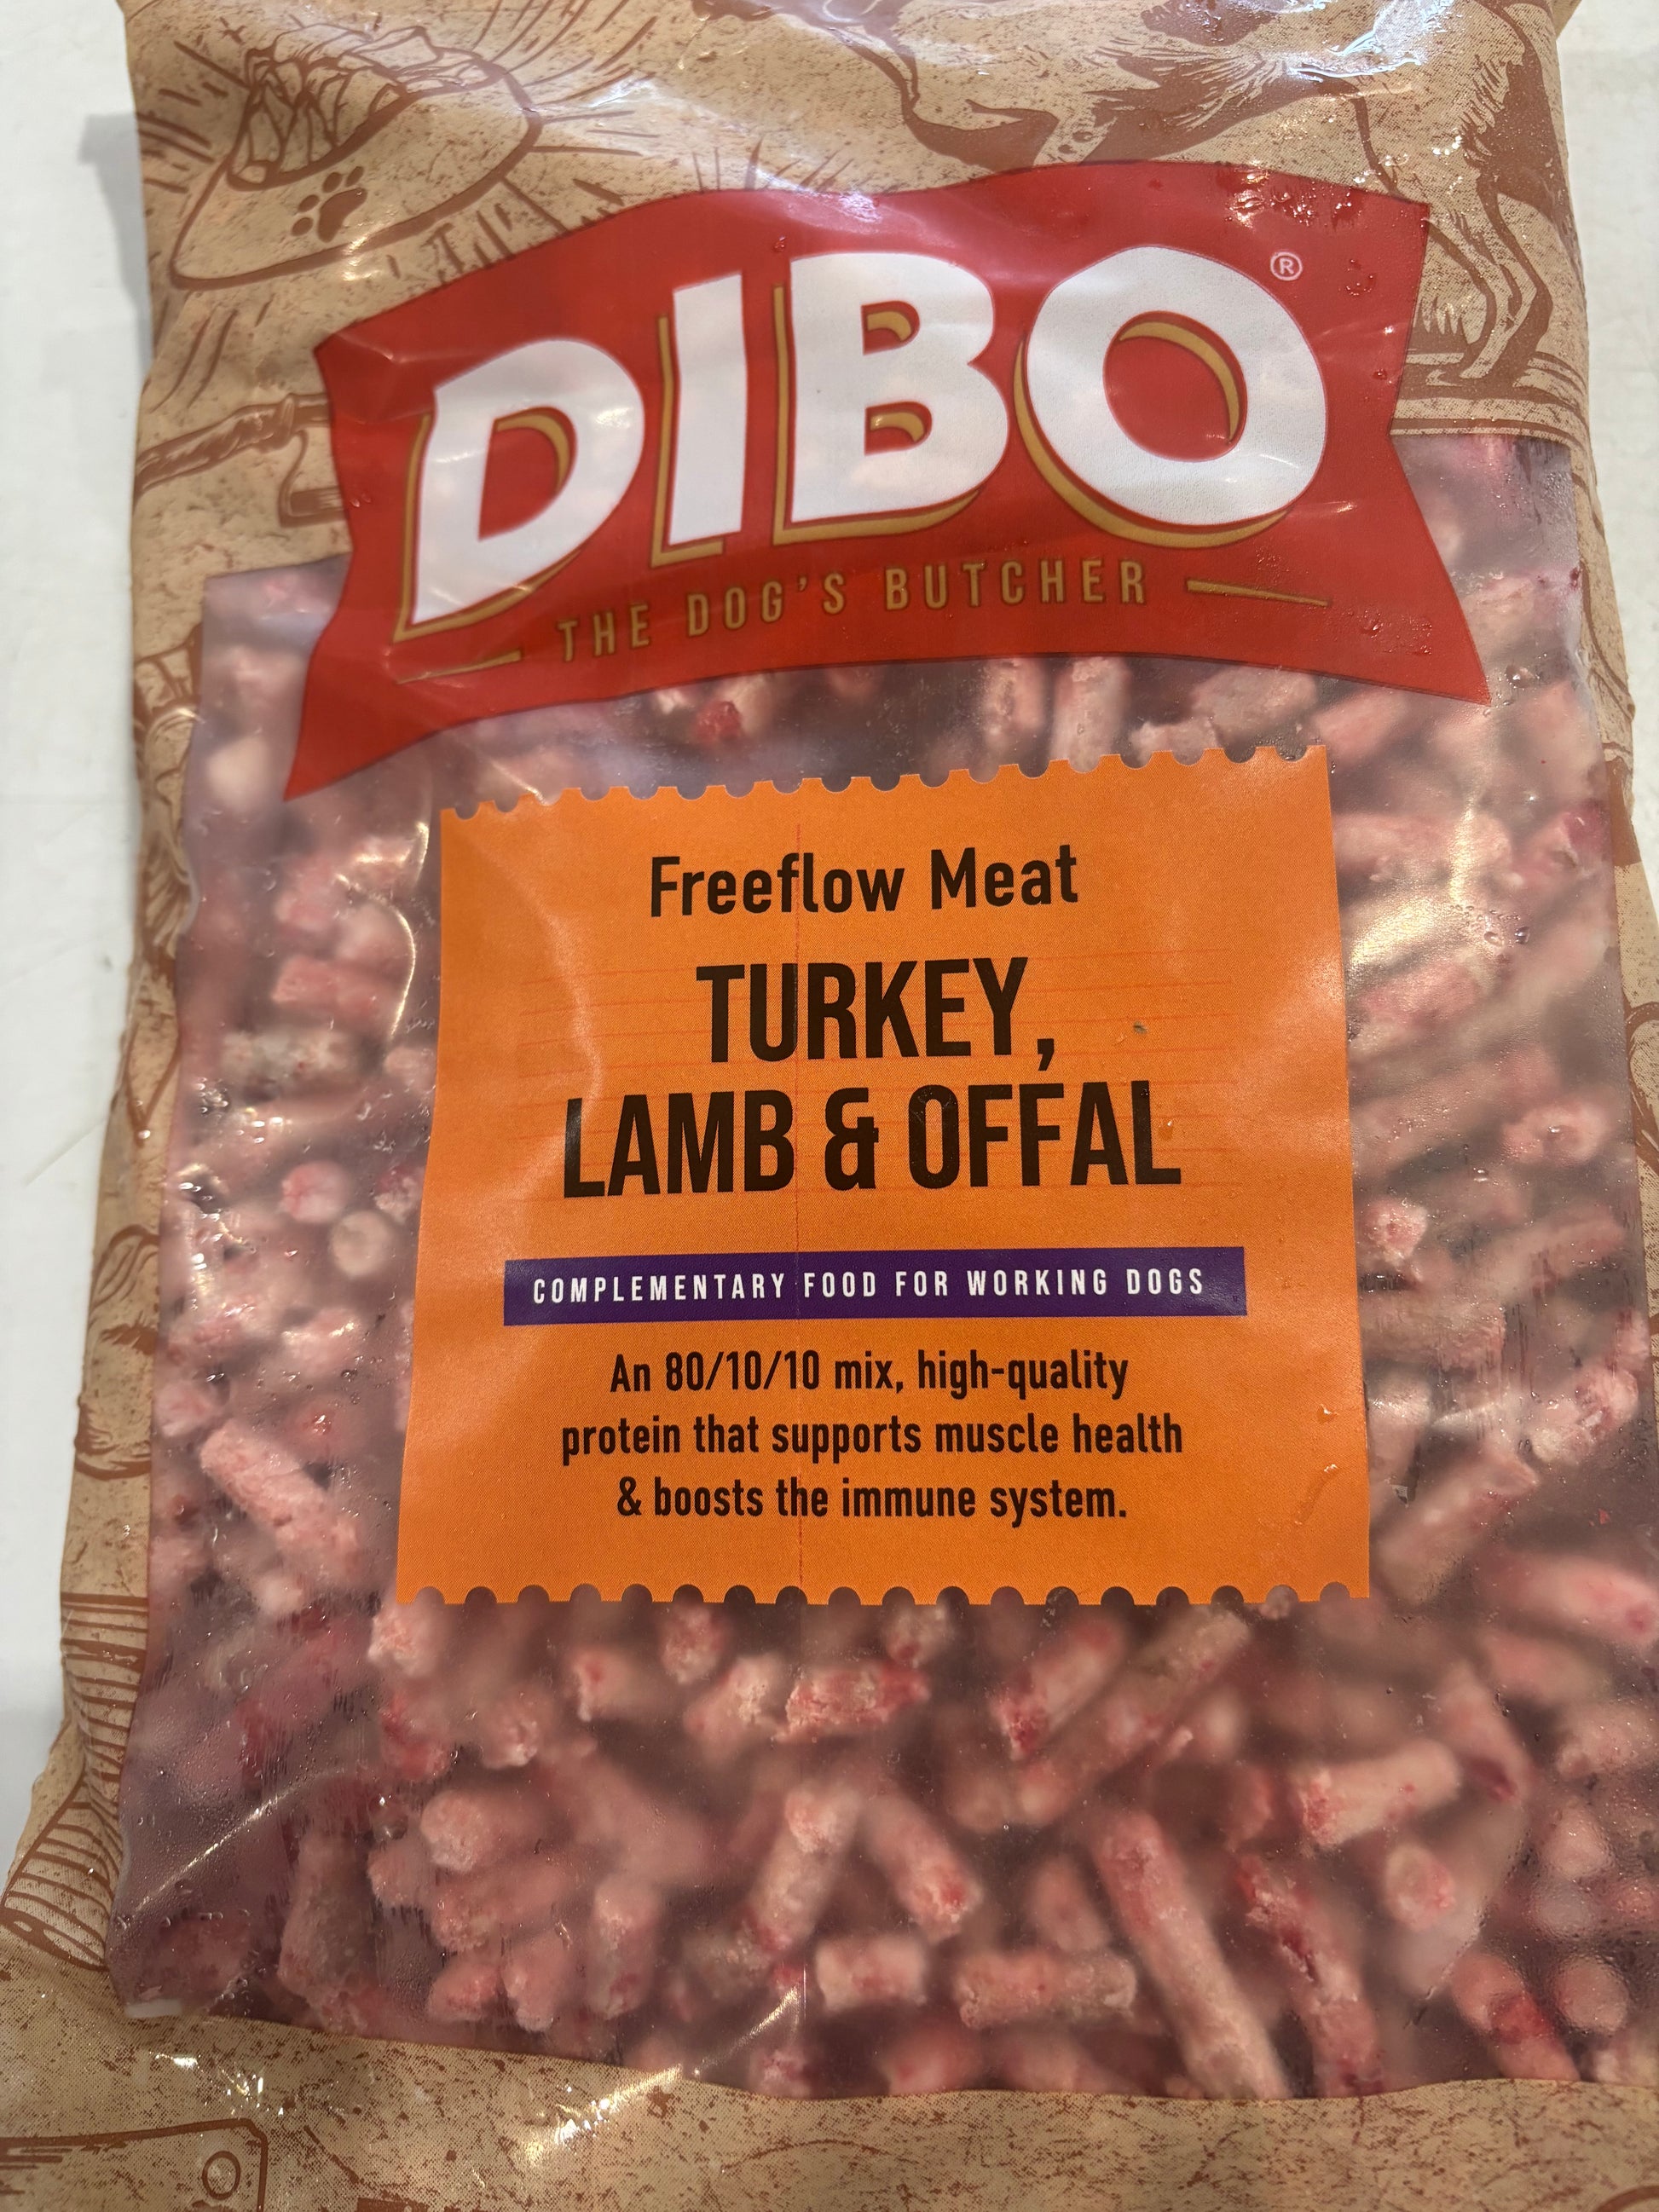 DIBO®
THE DOG'S BUTCHER
Freeflow Meat
TURKEY,
LAMB & OFFAL
COMPLEMENTARY FOOD FOR WORKING DOGS
An 80/10/10 mix, high-quality
protein that supports muscle health
& boosts the immune system.